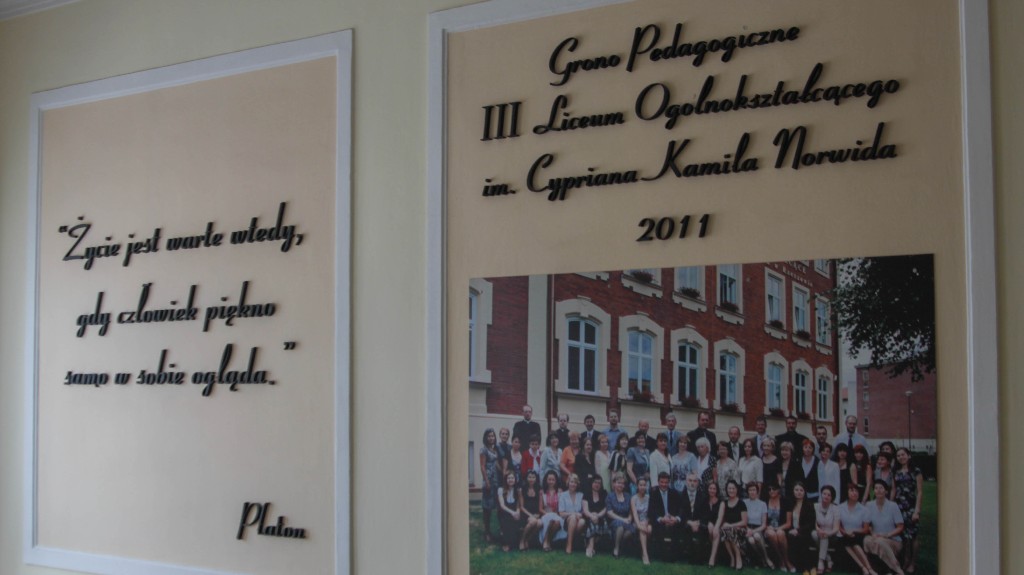 “Życie jest warte wtedy,
gdy człowiek piękno
samo w sobie ogląda.”
Platon
Grono Pedagogiczne
III Liceum Ogólnokształcącego
im. Cypriana Kamila Norwida
2011